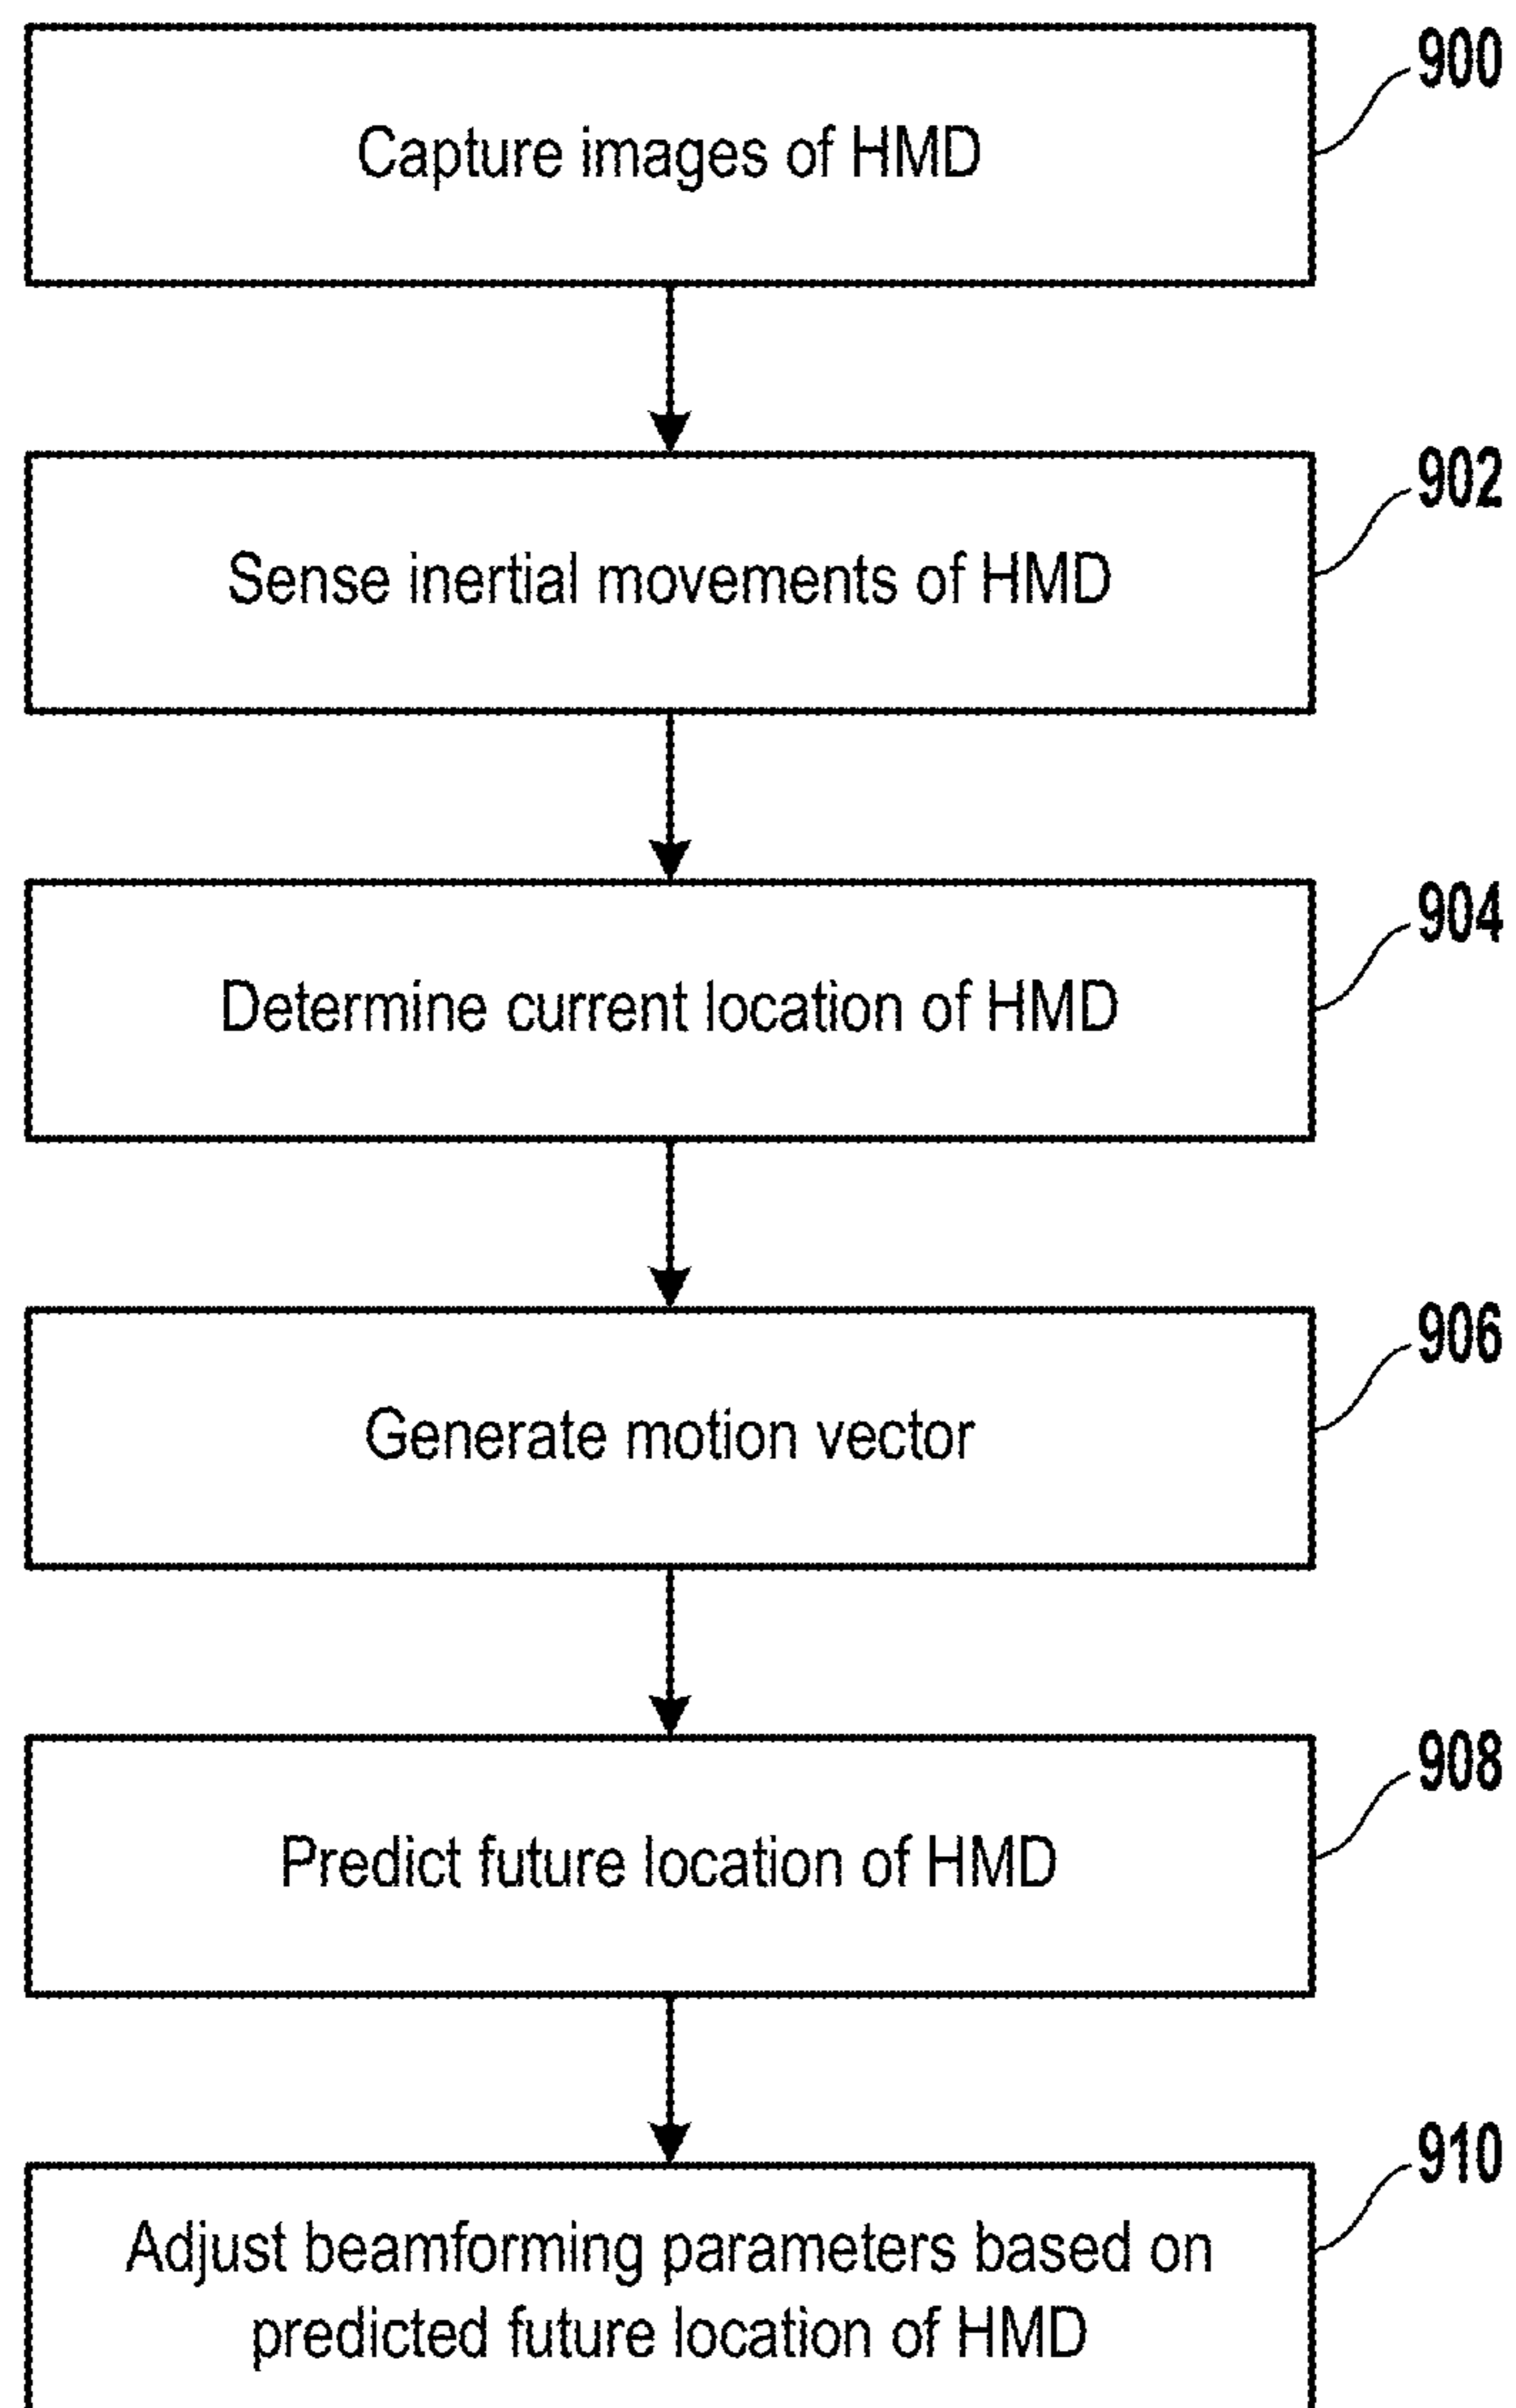 900
Capture images of HMD
902
Sense inertial movements of HMD
904
Determine current location of HMD
906
Generate motion vector
908
Predict future location of HMD
910
Adjust beamforming parameters based on
predicted future location of HMD